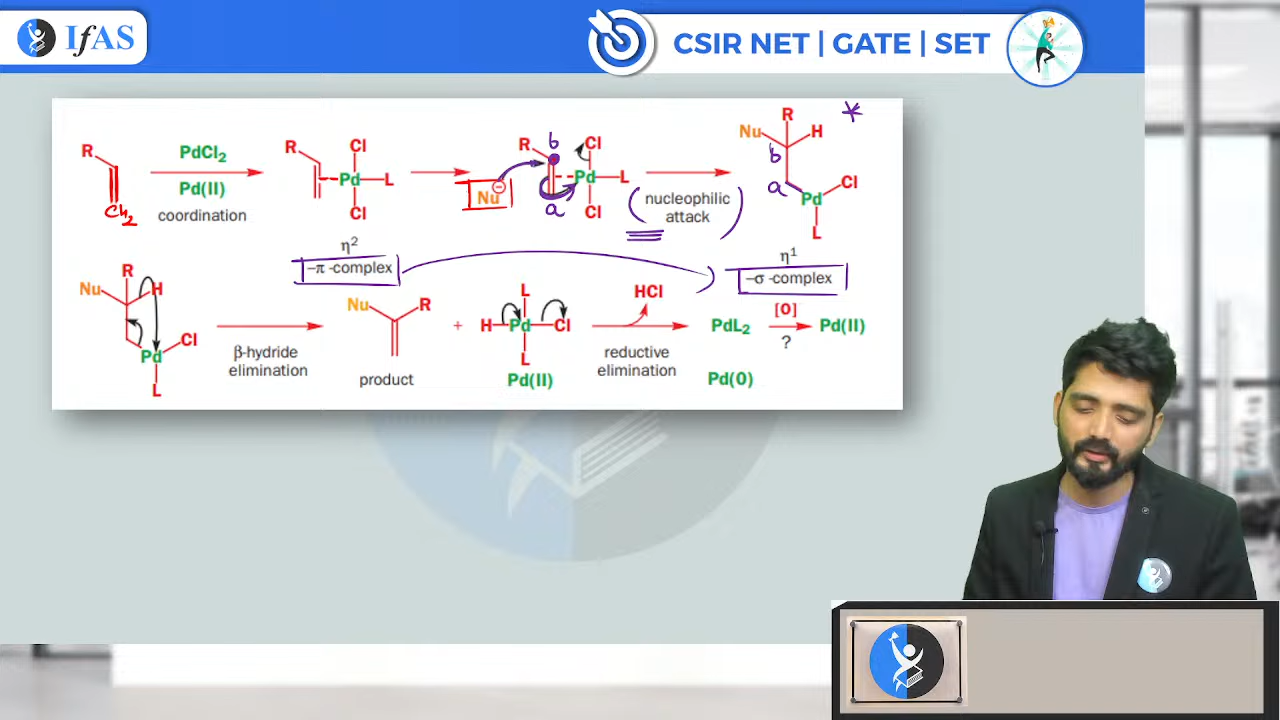 IfAS
CSIR NET | GATE | SET
R
CH2
PdCl2
Pd(II)
coordination
R
Cl
Pd
L
Cl
η2
–π -complex
Nu
⊖
R
b
a
Cl
Pd
L
Cl
nucleophilic
attack
Nu
R
H
b
a
Pd
Cl
L
η1
–σ -complex
*
Nu
R
H
Pd
Cl
L
β-hydride
elimination
Nu
R
product
+
L
H
Pd
Cl
L
Pd(II)
HCl
reductive
elimination
PdL2
Pd(0)
[O]
?
Pd(II)